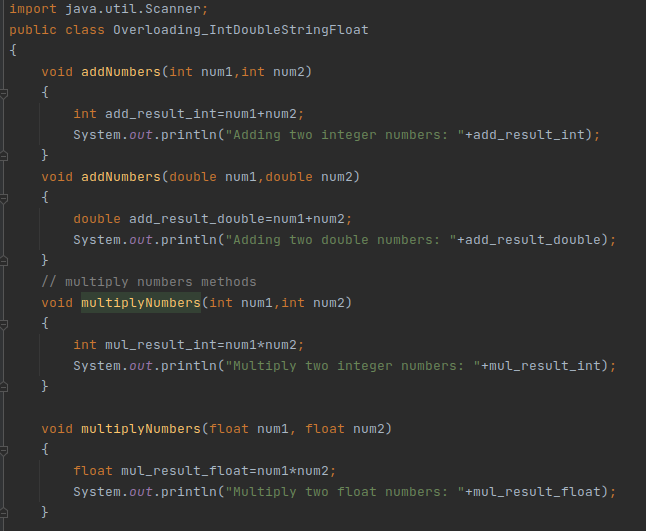 import java.util.Scanner;
public class Overloading_IntDoubleStringFloat
{
    void addNumbers(int num1,int num2)
    {
        int add_result_int=num1+num2;
        System.out.println("Adding two integer numbers: "+add_result_int);
    }
    void addNumbers(double num1,double num2)
    {
        double add_result_double=num1+num2;
        System.out.println("Adding two double numbers: "+add_result_double);
    }
    // multiply numbers methods
    void multiplyNumbers(int num1,int num2)
    {
        int mul_result_int=num1*num2;
        System.out.println("Multiply two integer numbers: "+mul_result_int);
    }

    void multiplyNumbers(float num1, float num2)
    {
        float mul_result_float=num1*num2;
        System.out.println("Multiply two float numbers: "+mul_result_float);
    }